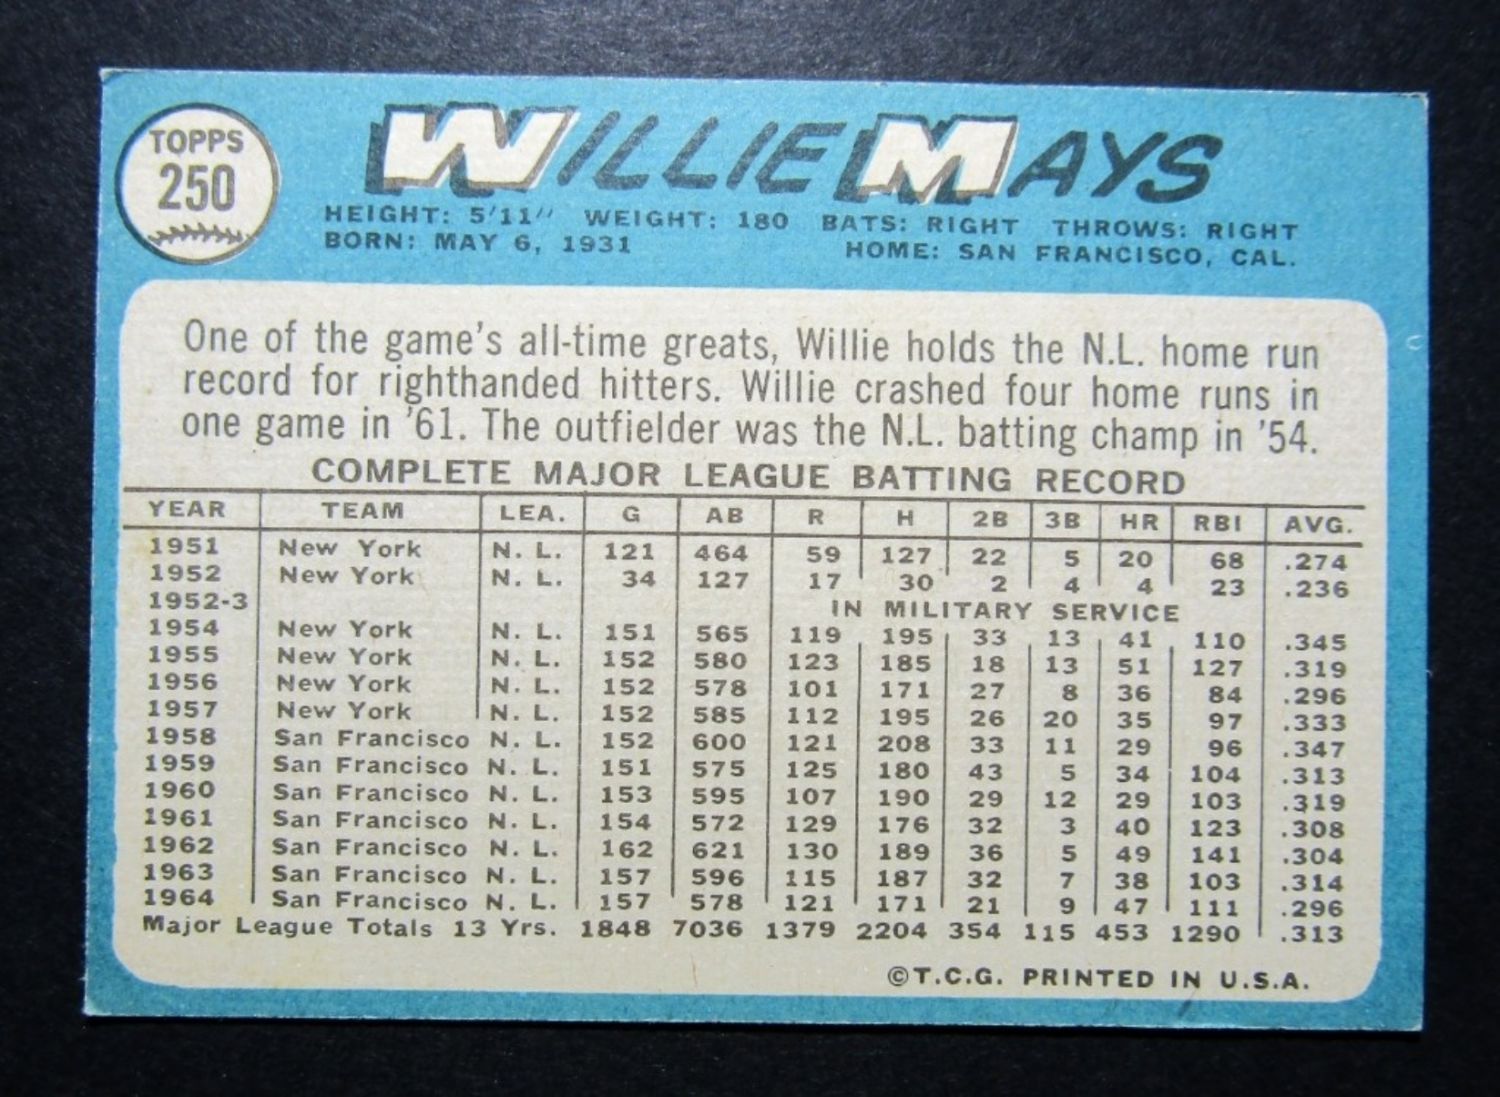 TOPPS
250
WILLIE MAYS
HEIGHT: 5'11" WEIGHT: 180 BATS: RIGHT THROWS: RIGHT
BORN: MAY 6, 1931 HOME: SAN FRANCISCO, CAL.
One of the game's all-time greats, Willie holds the N.L. home run
record for righthanded hitters. Willie crashed four home runs in
one game in '61. The outfielder was the N.L. batting champ in '54.
COMPLETE MAJOR LEAGUE BATTING RECORD
YEAR TEAM LEA. G AB R H 2B 3B HR RBI AVG.
1951 New York N. L. 121 464 59 127 22 5 20 68 .274
1952 New York N. L. 34 127 17 30 2 4 4 23 .236
1952-3 IN MILITARY SERVICE
1954 New York N. L. 151 565 119 195 33 13 41 110 .345
1955 New York N. L. 152 580 123 185 18 13 51 127 .319
1956 New York N. L. 152 578 101 171 27 8 36 84 .296
1957 New York N. L. 152 585 112 195 26 20 35 97 .333
1958 San Francisco N. L. 152 600 121 208 33 11 29 96 .347
1959 San Francisco N. L. 151 575 125 180 43 5 34 104 .313
1960 San Francisco N. L. 153 595 107 190 29 12 29 103 .319
1961 San Francisco N. L. 154 572 129 176 32 3 40 123 .308
1962 San Francisco N. L. 162 621 130 189 36 5 49 141 .304
1963 San Francisco N. L. 157 596 115 187 32 7 38 103 .314
1964 San Francisco N. L. 157 578 121 171 21 9 47 111 .296
Major League Totals 13 Yrs. 1848 7036 1379 2204 354 115 453 1290 .313
©T.C.G. PRINTED IN U.S.A.